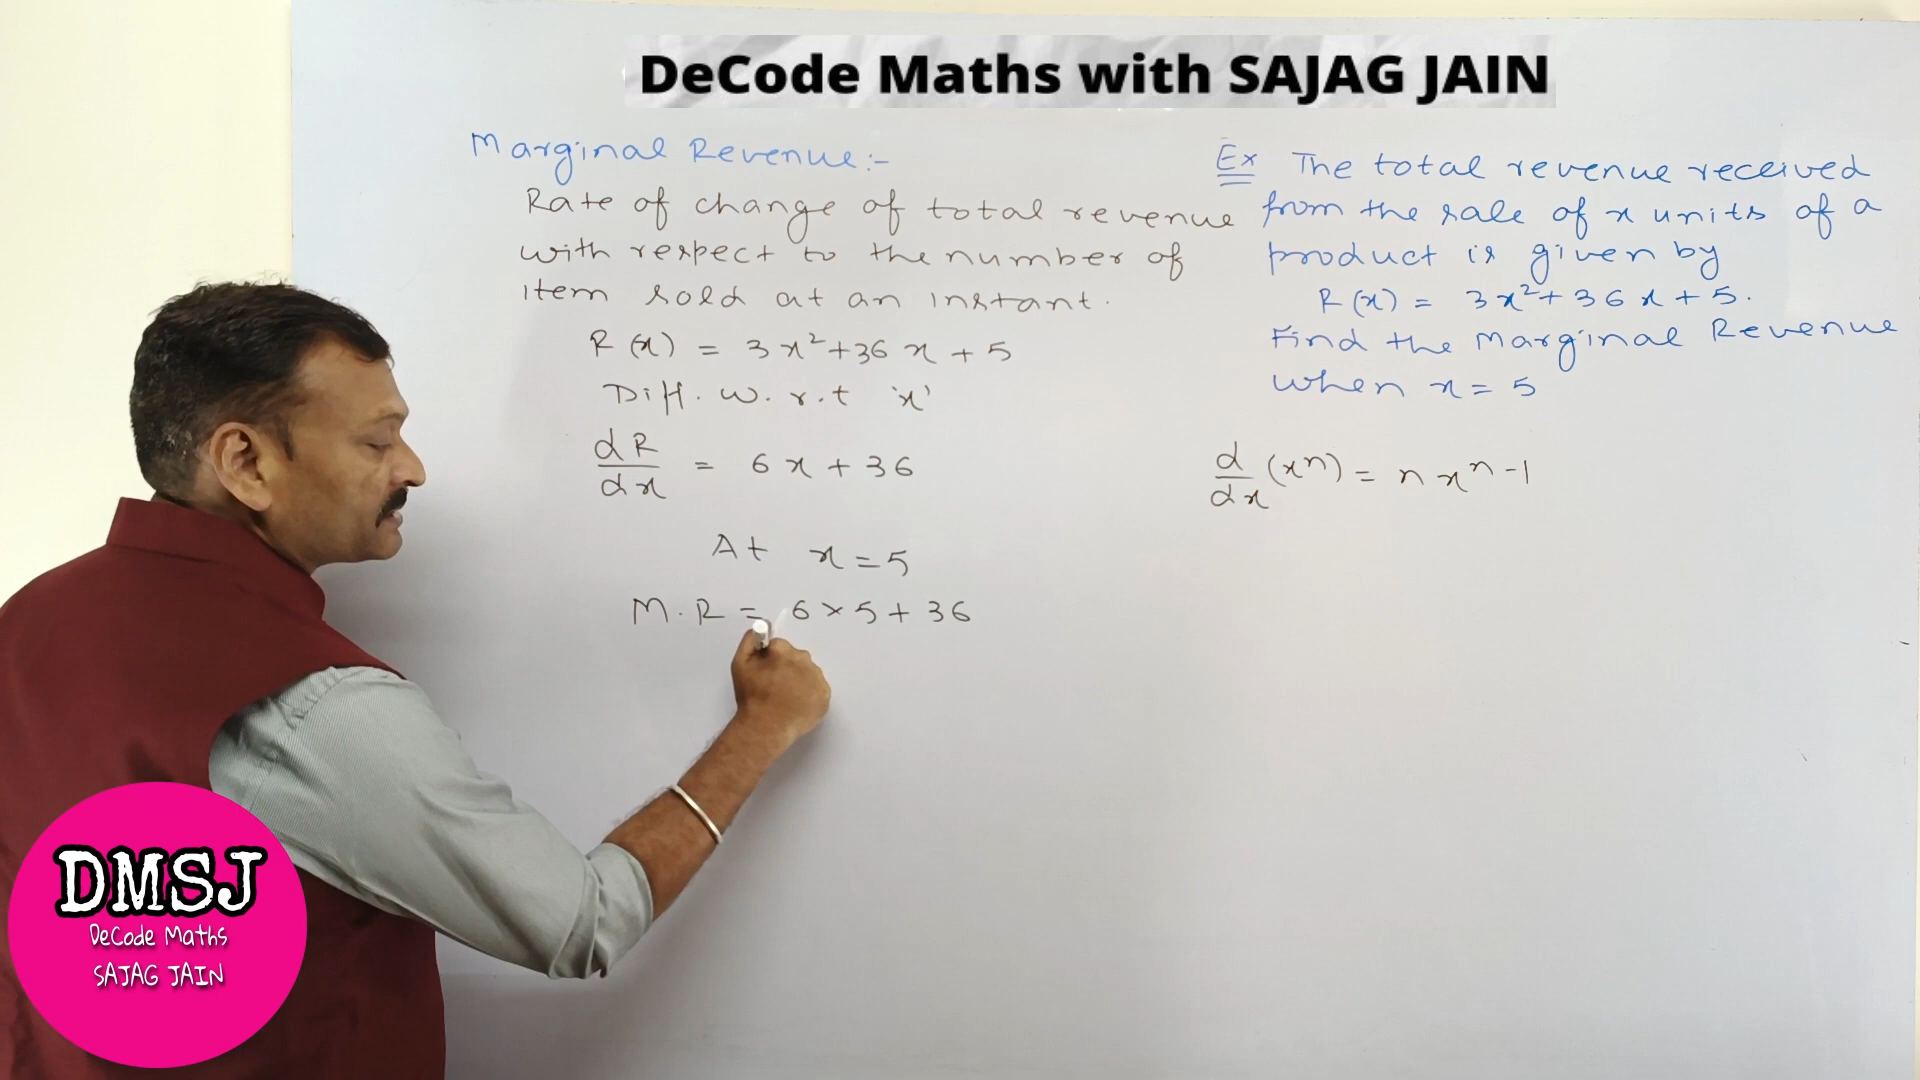 DeCode Maths with SAJAG JAIN
Marginal Revenue:-
Rate of change of total revenue
with respect to the number of
item sold at an instant.
R(x) = 3x²+36x+5
Diff. w.r.t 'x'
dR/dx = 6x+36
At x=5
M.R = 6×5+36
Ex The total revenue received
from the sale of x units of a
product is given by
R(x) = 3x²+36x+5.
Find the Marginal Revenue
when x=5
d/dx (xⁿ) = nxⁿ⁻¹
DMSJ
DeCode Maths
SAJAG JAIN